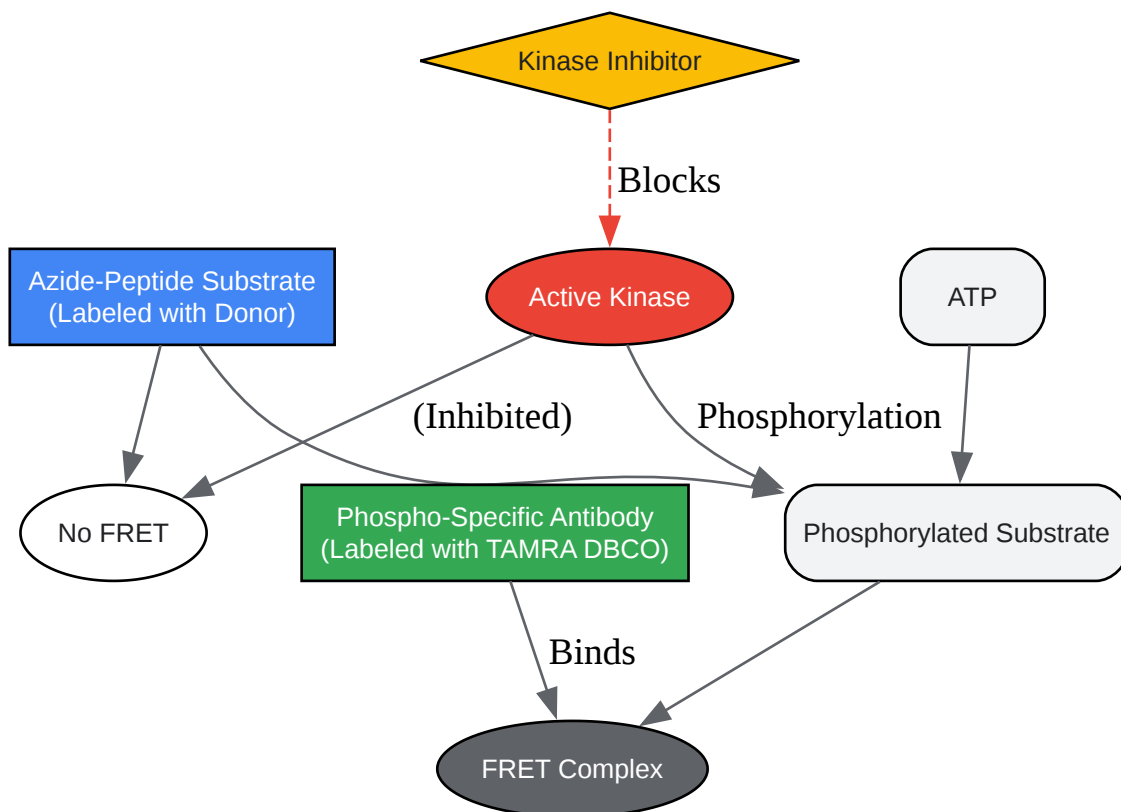 Kinase Inhibitor
Blocks
Azide-Peptide Substrate
(Labeled with Donor)
Active Kinase
ATP
(Inhibited)
Phosphorylation
No FRET
Phospho-Specific Antibody
(Labeled with TAMRA DBCO)
Phosphorylated Substrate
Binds
FRET Complex